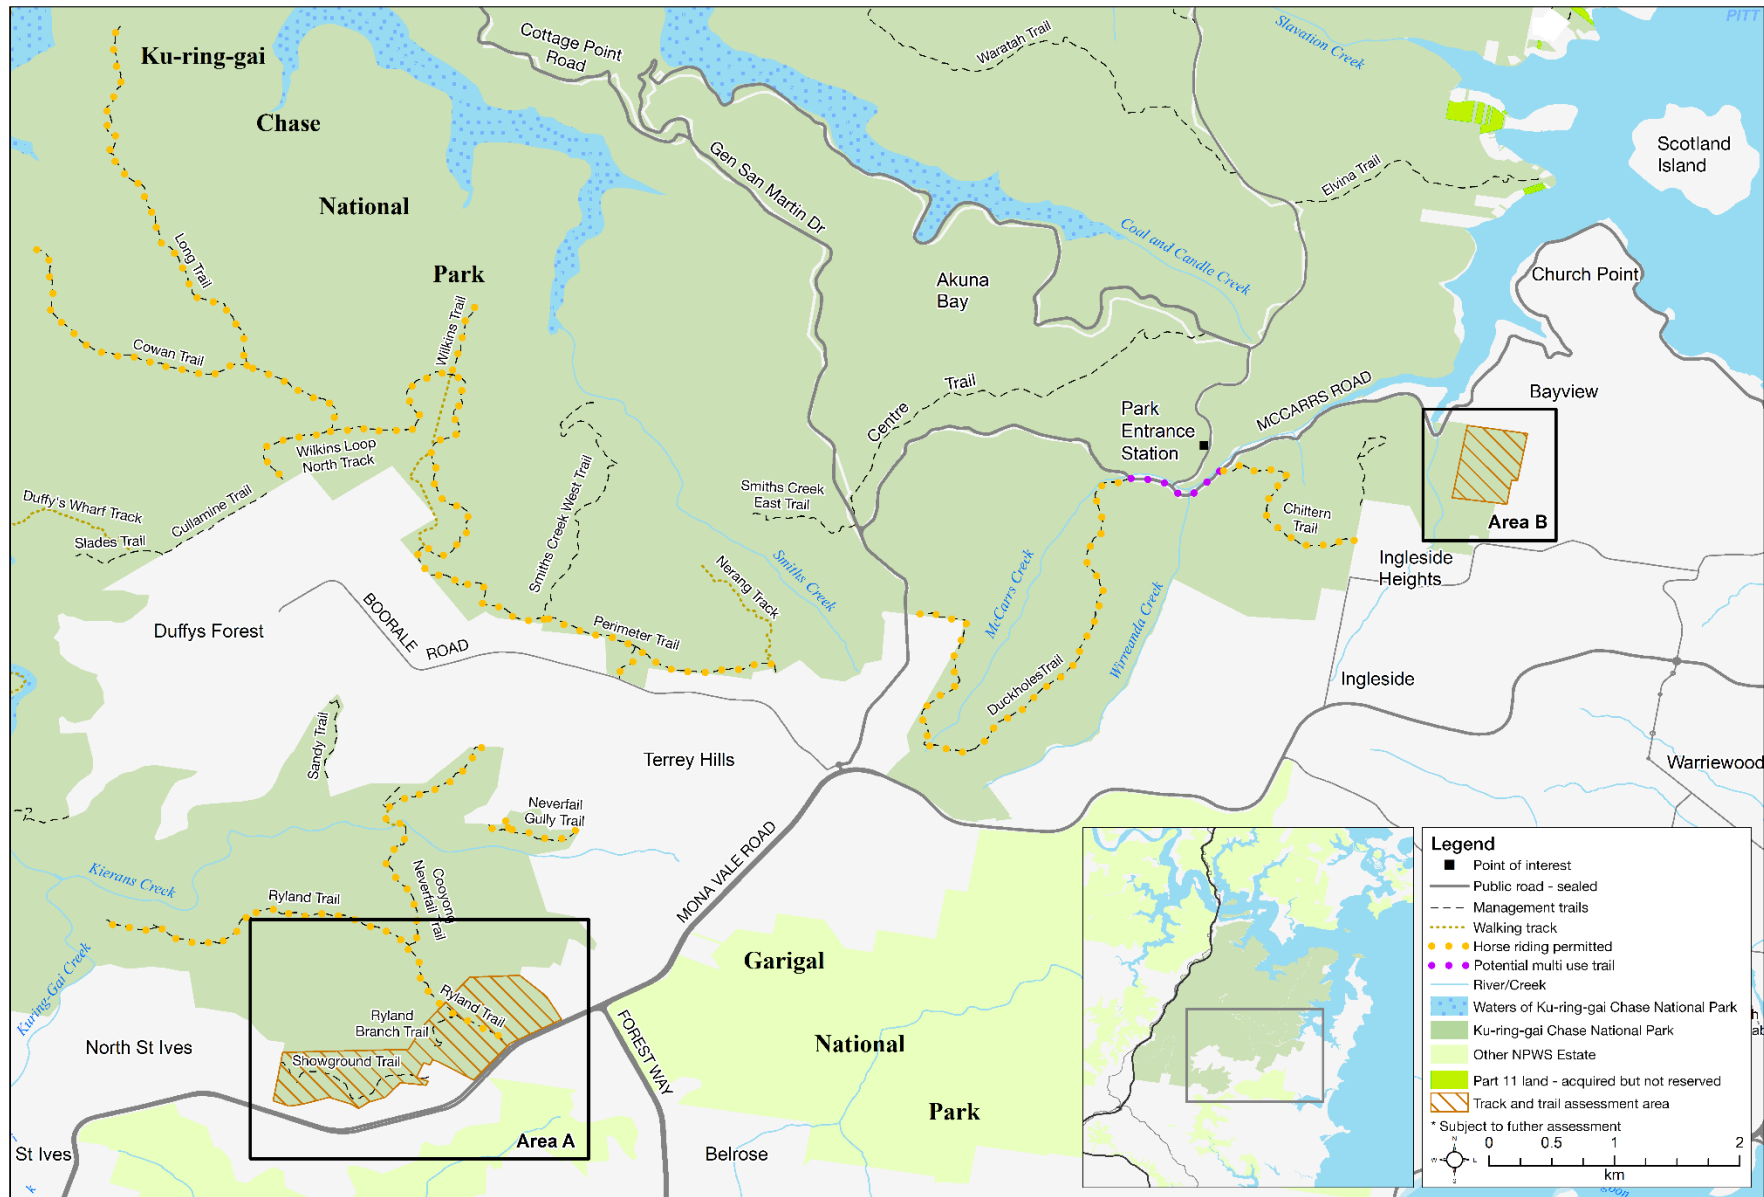 PITT
Ku-ring-gai
Chase
National
Park
Cottage Point
Road
Waratah Trail
Slavation Creek
Scotland
Island
Gen San Martin Dr
Elvina Trail
Long Trail
Coal and Candle Creek
Church Point
Akuna
Bay
Wilkins Trail
Cowan Trail
Centre
Trail
MCCARRS ROAD
Bayview
Park
Entrance
Station
Wilkins Loop
North Track
Smiths Creek West Trail
Smiths Creek
East Trail
Duffy's Wharf Track
Cullamine Trail
Slades Trail
Chiltern
Trail
Area B
Ingleside
Heights
Nerang Track
Smiths Creek
McCarrs Creek
Wirreanda Creek
BOORALE
ROAD
Duffys Forest
Perimeter Trail
DuckholesTrail
Ingleside
Sandy Trail
Terrey Hills
Warriewood
Neverfail
Gully Trail
MONA VALE ROAD
Kierans Creek
Cooyong
Neverfail Trail
Ryland Trail
Kuring-Gai Creek
Garigal
National
Park
Ryland Trail
Ryland
Branch Trail
Showground Trail
North St Ives
FOREST WAY
St Ives
Area A
Belrose
Legend
Point of interest
Public road - sealed
Management trails
Walking track
Horse riding permitted
Potential multi use trail
River/Creek
Waters of Ku-ring-gai Chase National Park
Ku-ring-gai Chase National Park
Other NPWS Estate
Part 11 land - acquired but not reserved
Track and trail assessment area
* Subject to futher assessment
N
W
S
0 0.5 1 2
km